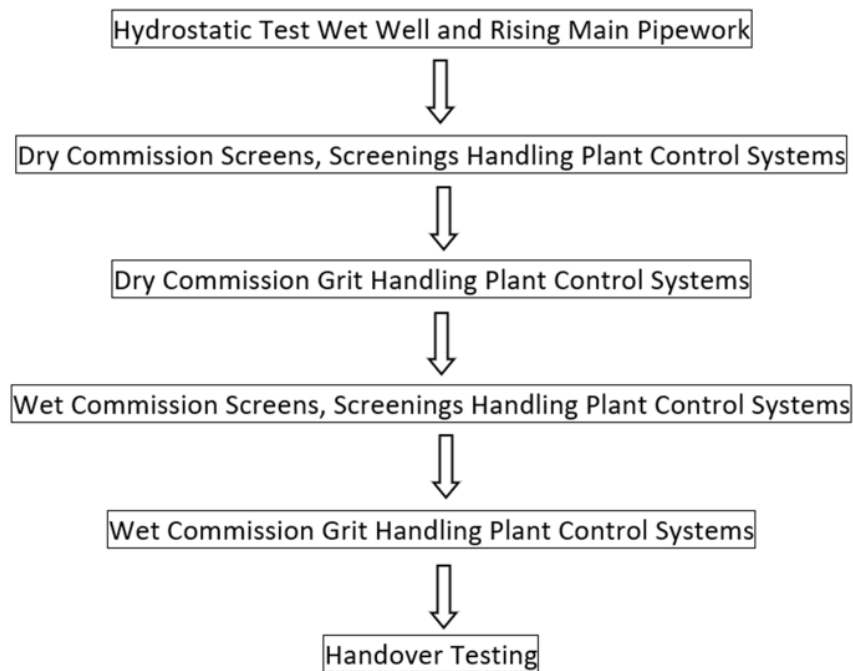 Hydrostatic Test Wet Well and Rising Main Pipework
Dry Commission Screens, Screenings Handling Plant Control Systems
Dry Commission Grit Handling Plant Control Systems
Wet Commission Screens, Screenings Handling Plant Control Systems
Wet Commission Grit Handling Plant Control Systems
Handover Testing